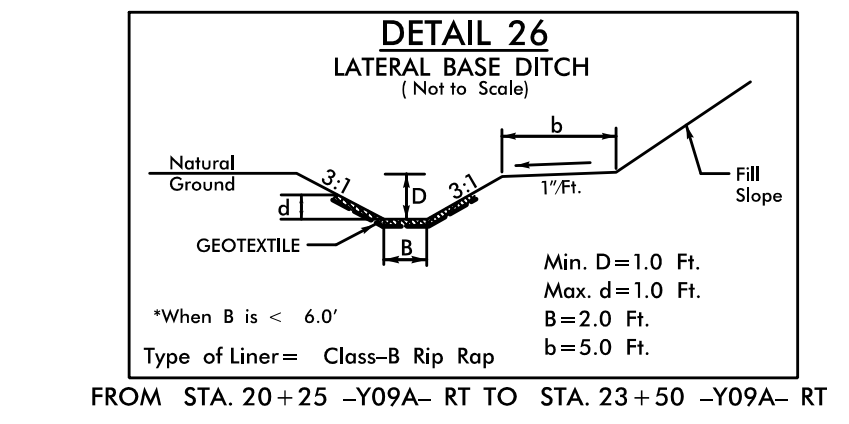 DETAIL 26
LATERAL BASE DITCH
( Not to Scale)
b
Natural
Ground
3:1
D
3:1
1"/Ft.
Fill
Slope
d
GEOTEXTILE
B
Min. D=1.0 Ft.
Max. d=1.0 Ft.
*When B is < 6.0'
B=2.0 Ft.
b=5.0 Ft.
Type of Liner= Class-B Rip Rap
FROM STA. 20+25 -Y09A- RT TO STA. 23+50 -Y09A- RT